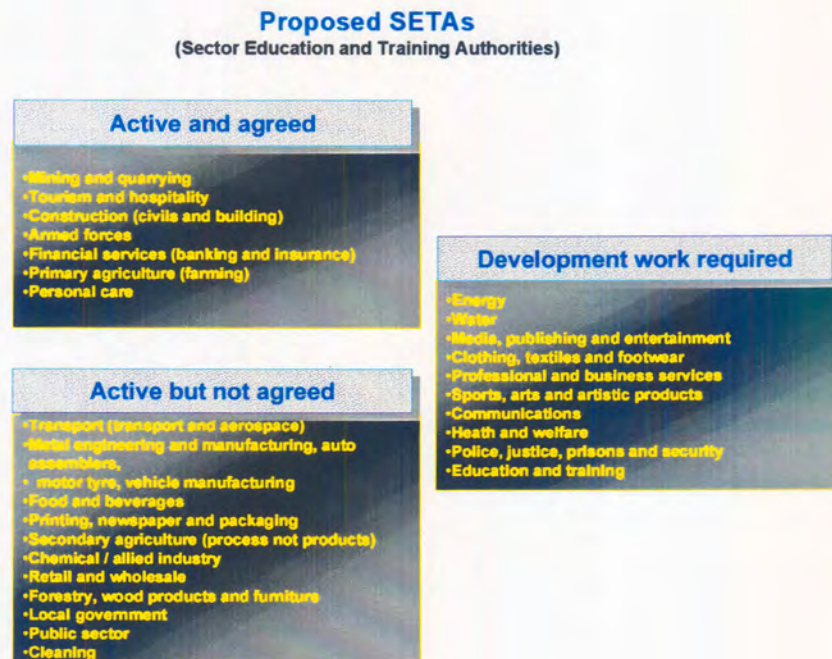 Proposed SETAs
(Sector Education and Training Authorities)
Active and agreed
•Mining and quarrying
•Tourism and hospitality
•Construction (civils and building)
•Armed forces
•Financial services (banking and insurance)
•Primary agriculture (farming)
•Personal care
Active but not agreed
•Transport (transport and aerospace)
•Metal engineering and manufacturing, auto
assemblers,
• motor tyre, vehicle manufacturing
•Food and beverages
•Printing, newspaper and packaging
•Secondary agriculture (process not products)
•Chemical / allied industry
•Retail and wholesale
•Forestry, wood products and furniture
•Local government
•Public sector
•Cleaning
Development work required
•Energy
•Water
•Media, publishing and entertainment
•Clothing, textiles and footwear
•Professional and business services
•Sports, arts and artistic products
•Communications
•Heath and welfare
•Police, justice, prisons and security
•Education and training